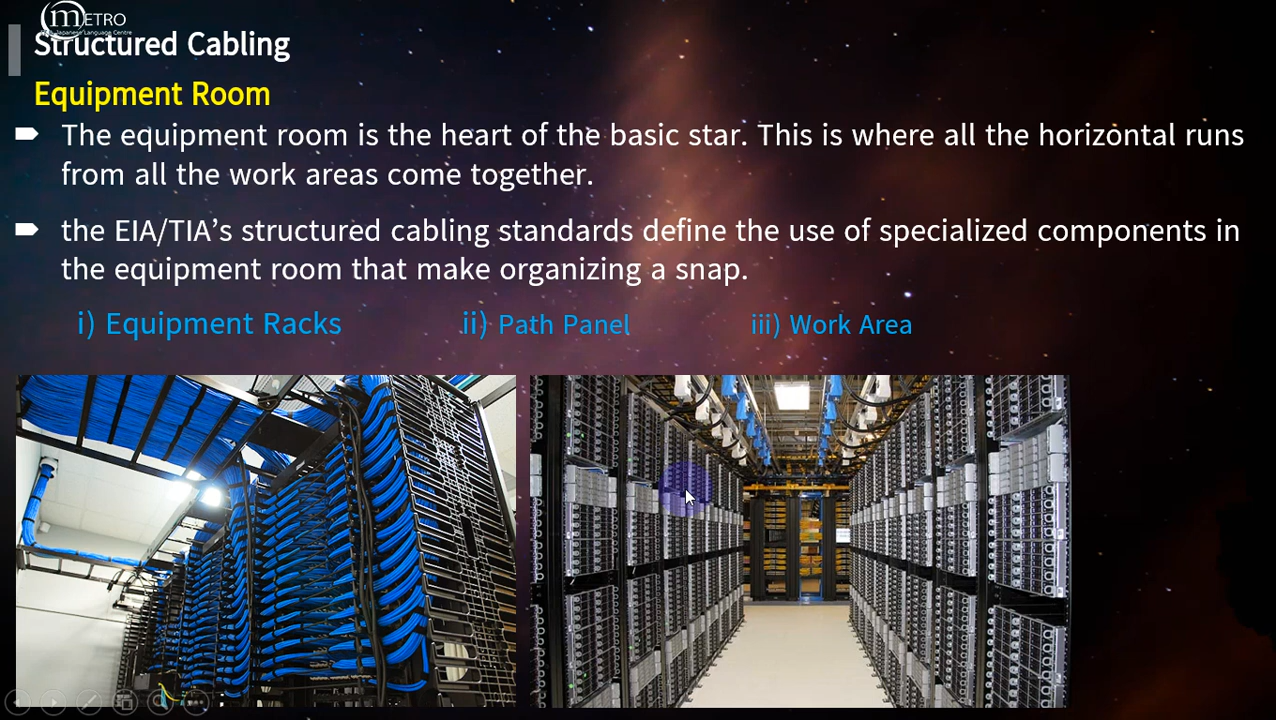 METRO
Japanese Language Centre
Structured Cabling
Equipment Room
The equipment room is the heart of the basic star. This is where all the horizontal runs
from all the work areas come together.
the EIA/TIA’s structured cabling standards define the use of specialized components in
the equipment room that make organizing a snap.
i) Equipment Racks ii) Path Panel iii) Work Area